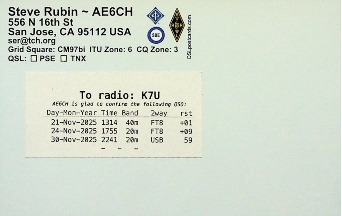 Steve Rubin ~ AE6CH
556 N 16th St
San Jose, CA 95112 USA
ser@tch.org
Grid Square: CM97bi ITU Zone: 6 CQ Zone: 3
QSL: ☐ PSE ☐ TNX
QSLpostcards.com
To radio: K7U
AE6CH is glad to confirm the following QSO:
Day-Mon-Year Time Band 2way rst
21-Nov-2025 1314 40m FT8 +01
24-Nov-2025 1755 20m FT8 +09
30-Nov-2025 2241 20m USB 59
– – –